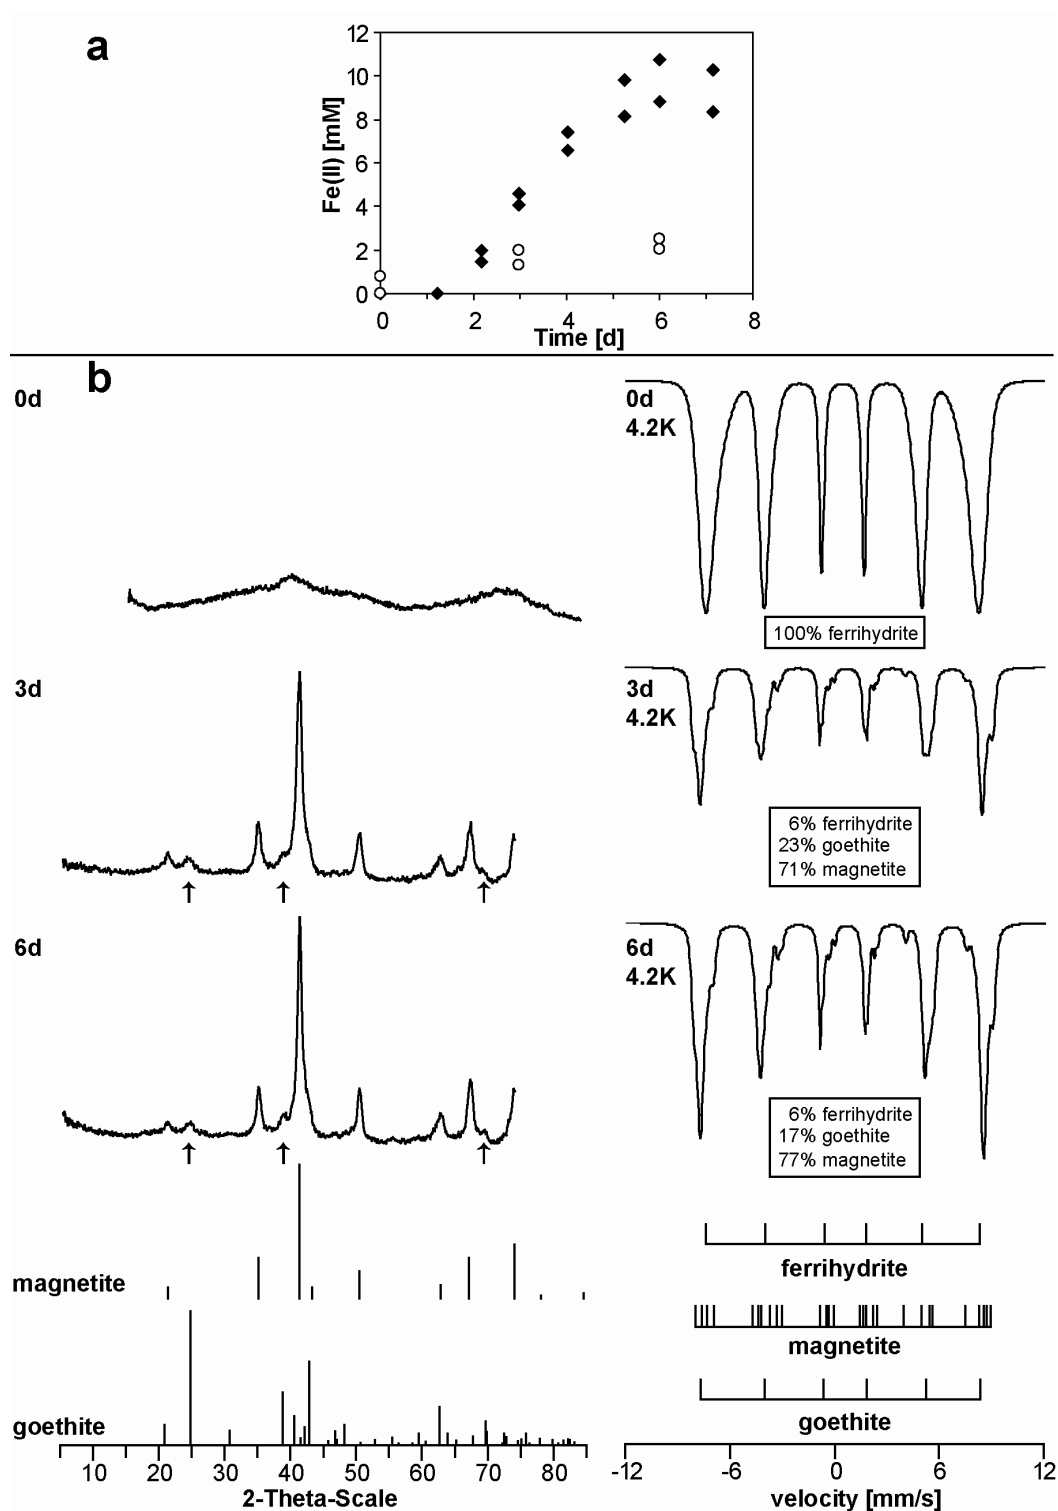 a
12
10
8
6
4
2
0
Fe(II) [mM]
0 2 4 6 8
Time [d]
b
0d
0d
4.2K
100% ferrihydrite
3d
3d
4.2K
6% ferrihydrite
23% goethite
71% magnetite
6d
6d
4.2K
6% ferrihydrite
17% goethite
77% magnetite
ferrihydrite
magnetite
magnetite
goethite
goethite
10 20 30 40 50 60 70 80
2-Theta-Scale
-12 -6 0 6 12
velocity [mm/s]